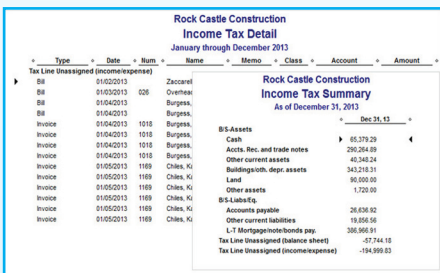 Rock Castle Construction
Income Tax Detail
January through December 2013
Type Date Num Name Memo Class Account Amount
Tax Line Unassigned (income/expense)
Bill 01/02/2013 Zaccarel
Bill 01/03/2013 026 Overhea
Bill 01/04/2013 Burgess,
Bill 01/04/2013 Burgess,
Invoice 01/04/2013 1018 Burgess,
Invoice 01/04/2013 1018 Burgess,
Invoice 01/04/2013 1018 Burgess,
Invoice 01/04/2013 1018 Burgess,
Invoice 01/05/2013 1169 Chiles, Ka
Invoice 01/05/2013 1169 Chiles, Ka
Invoice 01/05/2013 1169 Chiles, Ka
Invoice 01/05/2013 1169 Chiles, Ka
Invoice 01/05/2013 1169 Chiles, Ka
Rock Castle Construction
Income Tax Summary
As of December 31, 2013
Dec 31, 13
B/S-Assets
Cash 65,379.29
Accts. Rec. and trade notes 290,264.89
Other current assets 40,348.24
Buildings/oth. depr. assets 343,218.31
Land 90,000.00
Other assets 1,720.00
B/S-Liabs/Eq.
Accounts payable 26,636.92
Other current liabilities 19,856.56
L-T Mortgage/note/bonds pay. 386,966.91
Tax Line Unassigned (balance sheet) -57,744.18
Tax Line Unassigned (income/expense) -194,999.83